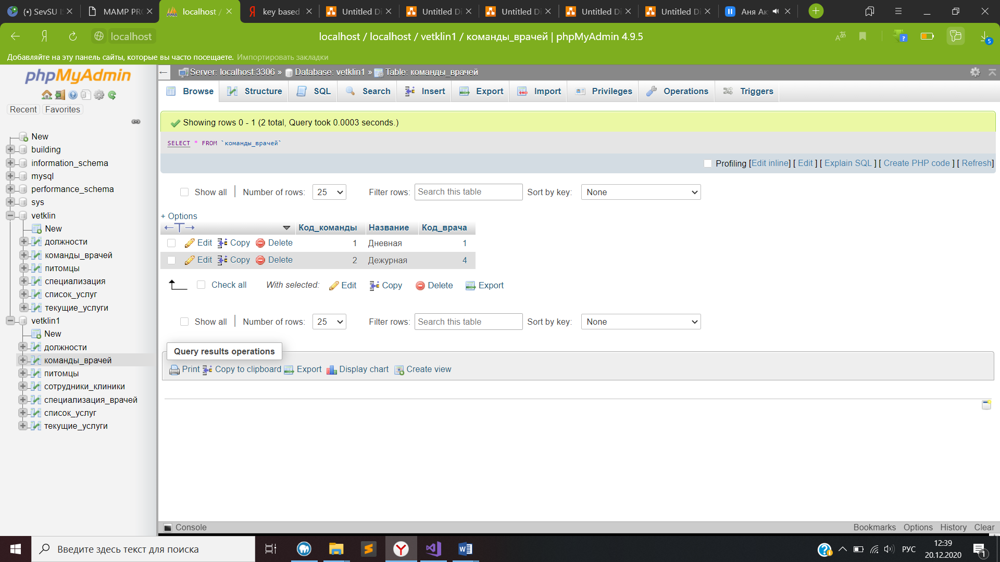 (•) SevSU
MAMP PRO
localhost /
key based
Untitled Di
Untitled Di
Untitled Di
Untitled Di
Untitled Di
Аня Ак
localhost
localhost / localhost / vetklin1 / команды_врачей | phpMyAdmin 4.9.5
5
Добавляйте на эту панель сайты, которые вы часто посещаете. Импортировать закладки
phpMyAdmin
Recent Favorites
New
building
information_schema
mysql
performance_schema
sys
vetklin
New
должности
команды_врачей
питомцы
специализация
список_услуг
текущие_услуги
vetklin1
New
должности
команды_врачей
питомцы
сотрудники_клиники
специализация_врачей
список_услуг
текущие_услуги
Server: localhost:3306 » Database: vetklin1 » Table: команды_врачей
Browse Structure SQL Search Insert Export Import Privileges Operations Triggers
Showing rows 0 - 1 (2 total, Query took 0.0003 seconds.)
SELECT * FROM `команды_врачей`
Profiling [Edit inline] [ Edit ] [ Explain SQL ] [ Create PHP code ] [ Refresh]
Show all Number of rows: 25 Filter rows: Search this table Sort by key: None
+ Options
Код_команды Название Код_врача
Edit Copy Delete 1 Дневная 1
Edit Copy Delete 2 Дежурная 4
Check all With selected: Edit Copy Delete Export
Show all Number of rows: 25 Filter rows: Search this table Sort by key: None
Query results operations
Print Copy to clipboard Export Display chart Create view
Console
Bookmarks Options History Clear
Введите здесь текст для поиска
РУС
12:39
20.12.2020
1